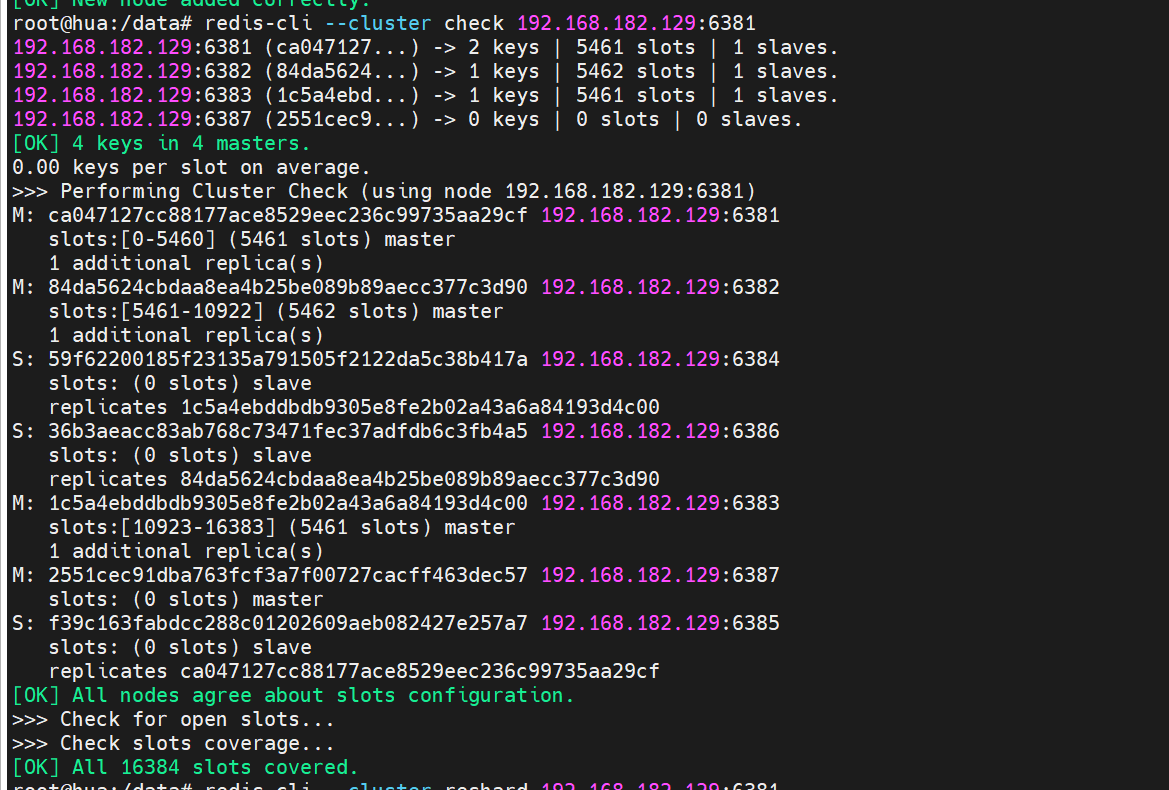 [OK] New node added correctly.
root@hua:/data# redis-cli --cluster check 192.168.182.129:6381
192.168.182.129:6381 (ca047127...) -> 2 keys | 5461 slots | 1 slaves.
192.168.182.129:6382 (84da5624...) -> 1 keys | 5462 slots | 1 slaves.
192.168.182.129:6383 (1c5a4ebd...) -> 1 keys | 5461 slots | 1 slaves.
192.168.182.129:6387 (2551cec9...) -> 0 keys | 0 slots | 0 slaves.
[OK] 4 keys in 4 masters.
0.00 keys per slot on average.
>>> Performing Cluster Check (using node 192.168.182.129:6381)
M: ca047127cc88177ace8529eec236c99735aa29cf 192.168.182.129:6381
   slots:[0-5460] (5461 slots) master
   1 additional replica(s)
M: 84da5624cbdaa8ea4b25be089b89aecc377c3d90 192.168.182.129:6382
   slots:[5461-10922] (5462 slots) master
   1 additional replica(s)
S: 59f62200185f23135a791505f2122da5c38b417a 192.168.182.129:6384
   slots: (0 slots) slave
   replicates 1c5a4ebddbdb9305e8fe2b02a43a6a84193d4c00
S: 36b3aeacc83ab768c73471fec37adfdb6c3fb4a5 192.168.182.129:6386
   slots: (0 slots) slave
   replicates 84da5624cbdaa8ea4b25be089b89aecc377c3d90
M: 1c5a4ebddbdb9305e8fe2b02a43a6a84193d4c00 192.168.182.129:6383
   slots:[10923-16383] (5461 slots) master
   1 additional replica(s)
M: 2551cec91dba763fcf3a7f00727cacff463dec57 192.168.182.129:6387
   slots: (0 slots) master
S: f39c163fabdcc288c01202609aeb082427e257a7 192.168.182.129:6385
   slots: (0 slots) slave
   replicates ca047127cc88177ace8529eec236c99735aa29cf
[OK] All nodes agree about slots configuration.
>>> Check for open slots...
>>> Check slots coverage...
[OK] All 16384 slots covered.
root@hua:/data# redis-cli --cluster reshard 192.168.182.129:6381